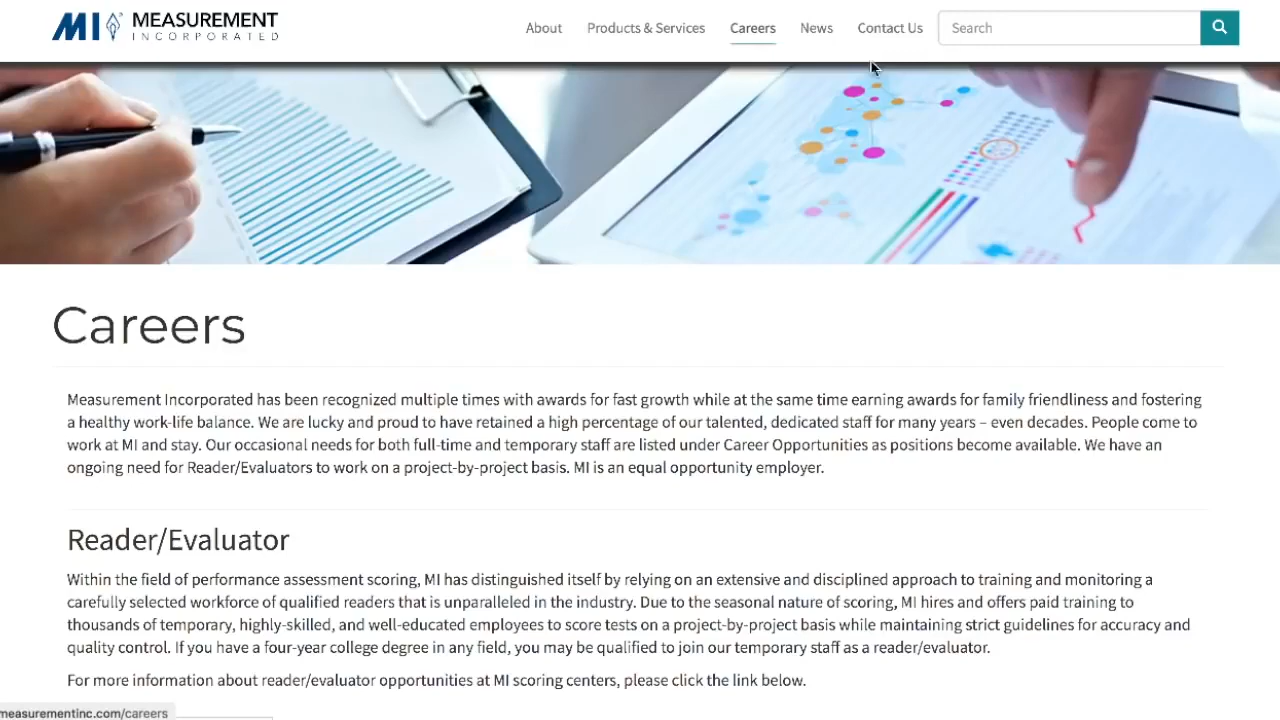 MI MEASUREMENT
INCORPORATED
About Products & Services Careers News Contact Us Search
Careers
Measurement Incorporated has been recognized multiple times with awards for fast growth while at the same time earning awards for family friendliness and fostering
a healthy work-life balance. We are lucky and proud to have retained a high percentage of our talented, dedicated staff for many years – even decades. People come to
work at MI and stay. Our occasional needs for both full-time and temporary staff are listed under Career Opportunities as positions become available. We have an
ongoing need for Reader/Evaluators to work on a project-by-project basis. MI is an equal opportunity employer.
Reader/Evaluator
Within the field of performance assessment scoring, MI has distinguished itself by relying on an extensive and disciplined approach to training and monitoring a
carefully selected workforce of qualified readers that is unparalleled in the industry. Due to the seasonal nature of scoring, MI hires and offers paid training to
thousands of temporary, highly-skilled, and well-educated employees to score tests on a project-by-project basis while maintaining strict guidelines for accuracy and
quality control. If you have a four-year college degree in any field, you may be qualified to join our temporary staff as a reader/evaluator.
For more information about reader/evaluator opportunities at MI scoring centers, please click the link below.
measurementinc.com/careers